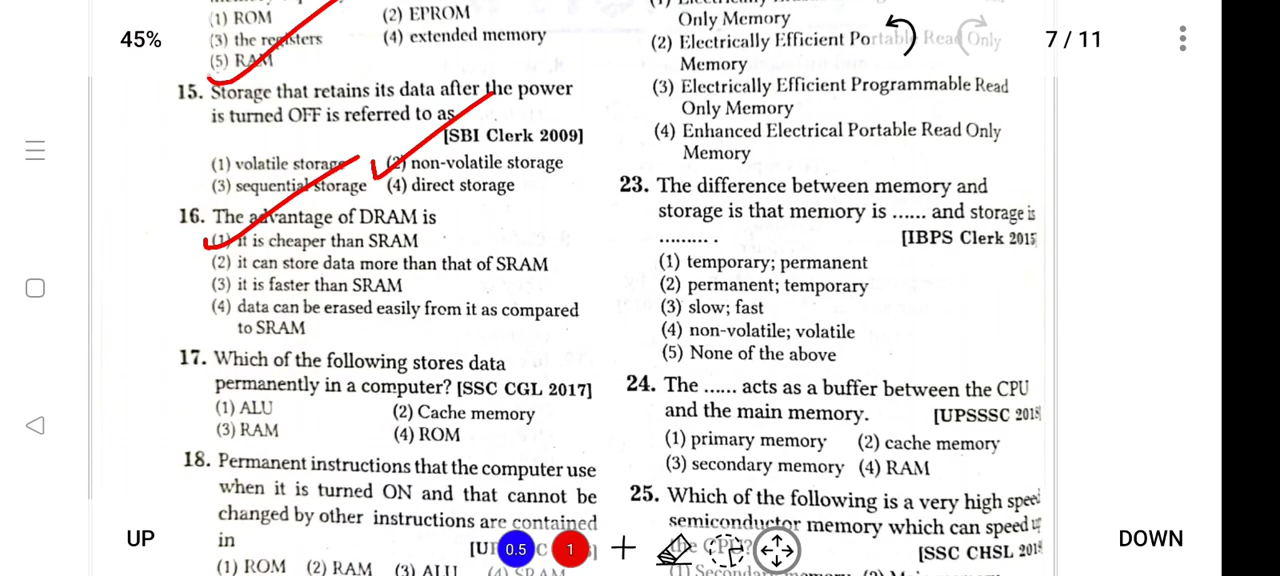 45%
7 / 11
(1) ROM
(2) EPROM
(3) the registers
(4) extended memory
(5) RAM
15. Storage that retains its data after the power
is turned OFF is referred to as
[SBI Clerk 2009]
(1) volatile storage (2) non-volatile storage
(3) sequential storage (4) direct storage
16. The advantage of DRAM is
(1) it is cheaper than SRAM
(2) it can store data more than that of SRAM
(3) it is faster than SRAM
(4) data can be erased easily from it as compared
to SRAM
17. Which of the following stores data
permanently in a computer? [SSC CGL 2017]
(1) ALU (2) Cache memory
(3) RAM (4) ROM
18. Permanent instructions that the computer use
when it is turned ON and that cannot be
changed by other instructions are contained
in
(1) ROM (2) RAM (3) ALU (4) SRAM
Only Memory
(2) Electrically Efficient Portable Read Only
Memory
(3) Electrically Efficient Programmable Read
Only Memory
(4) Enhanced Electrical Portable Read Only
Memory
23. The difference between memory and
storage is that memory is ...... and storage is
......... .
[IBPS Clerk 2015]
(1) temporary; permanent
(2) permanent; temporary
(3) slow; fast
(4) non-volatile; volatile
(5) None of the above
24. The ...... acts as a buffer between the CPU
and the main memory. [UPSSSC 2018]
(1) primary memory (2) cache memory
(3) secondary memory (4) RAM
25. Which of the following is a very high speed
semiconductor memory which can speed up
the CPU?
[SSC CHSL 201
UP
0.5
1
DOWN